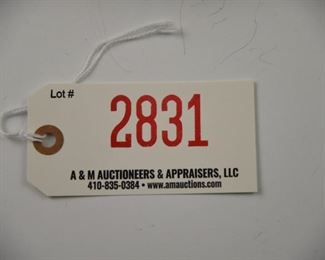 Lot #
2831
A & M AUCTIONEERS & APPRAISERS, LLC
410-835-0384 • www.amauctions.com